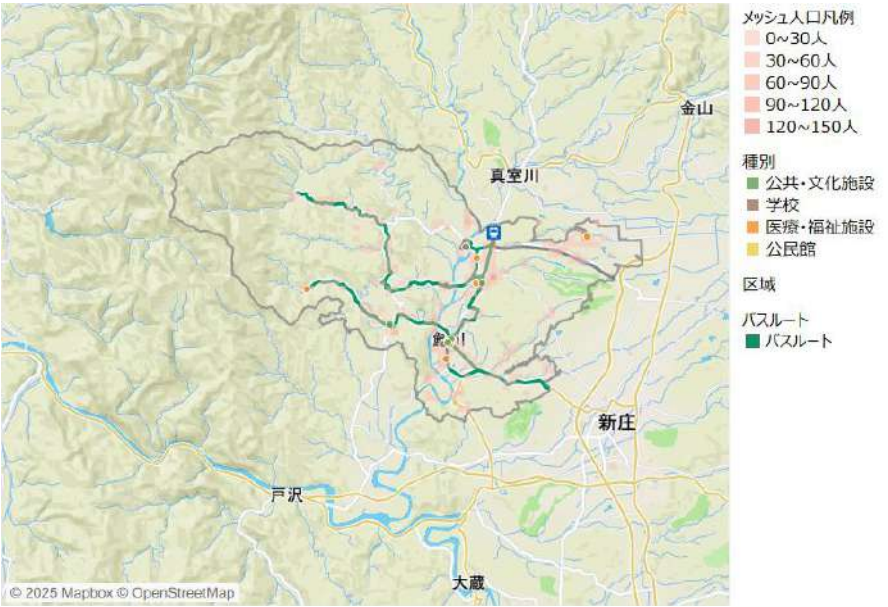 メッシュ人口凡例
0~30人
30~60人
60~90人
90~120人
120~150人
種別
公共・文化施設
学校
医療・福祉施設
公民館
区域
バスルート
バスルート
金山
真室川
鮭川
新庄
戸沢
大蔵
© 2025 Mapbox © OpenStreetMap